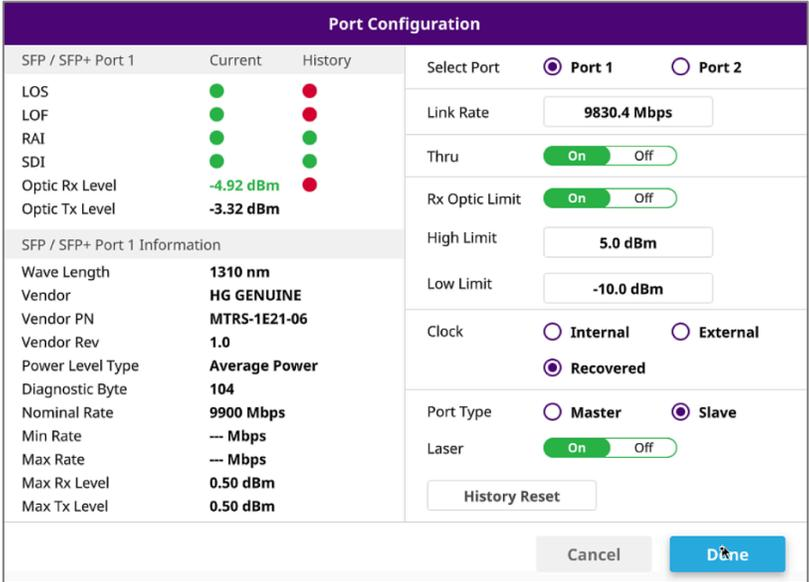 Port Configuration
SFP / SFP+ Port 1 Current History
LOS
LOF
RAI
SDI
Optic Rx Level -4.92 dBm
Optic Tx Level -3.32 dBm
SFP / SFP+ Port 1 Information
Wave Length 1310 nm
Vendor HG GENUINE
Vendor PN MTRS-1E21-06
Vendor Rev 1.0
Power Level Type Average Power
Diagnostic Byte 104
Nominal Rate 9900 Mbps
Min Rate --- Mbps
Max Rate --- Mbps
Max Rx Level 0.50 dBm
Max Tx Level 0.50 dBm
Select Port Port 1 Port 2
Link Rate 9830.4 Mbps
Thru On Off
Rx Optic Limit On Off
High Limit 5.0 dBm
Low Limit -10.0 dBm
Clock Internal External
Recovered
Port Type Master Slave
Laser On Off
History Reset
Cancel Done